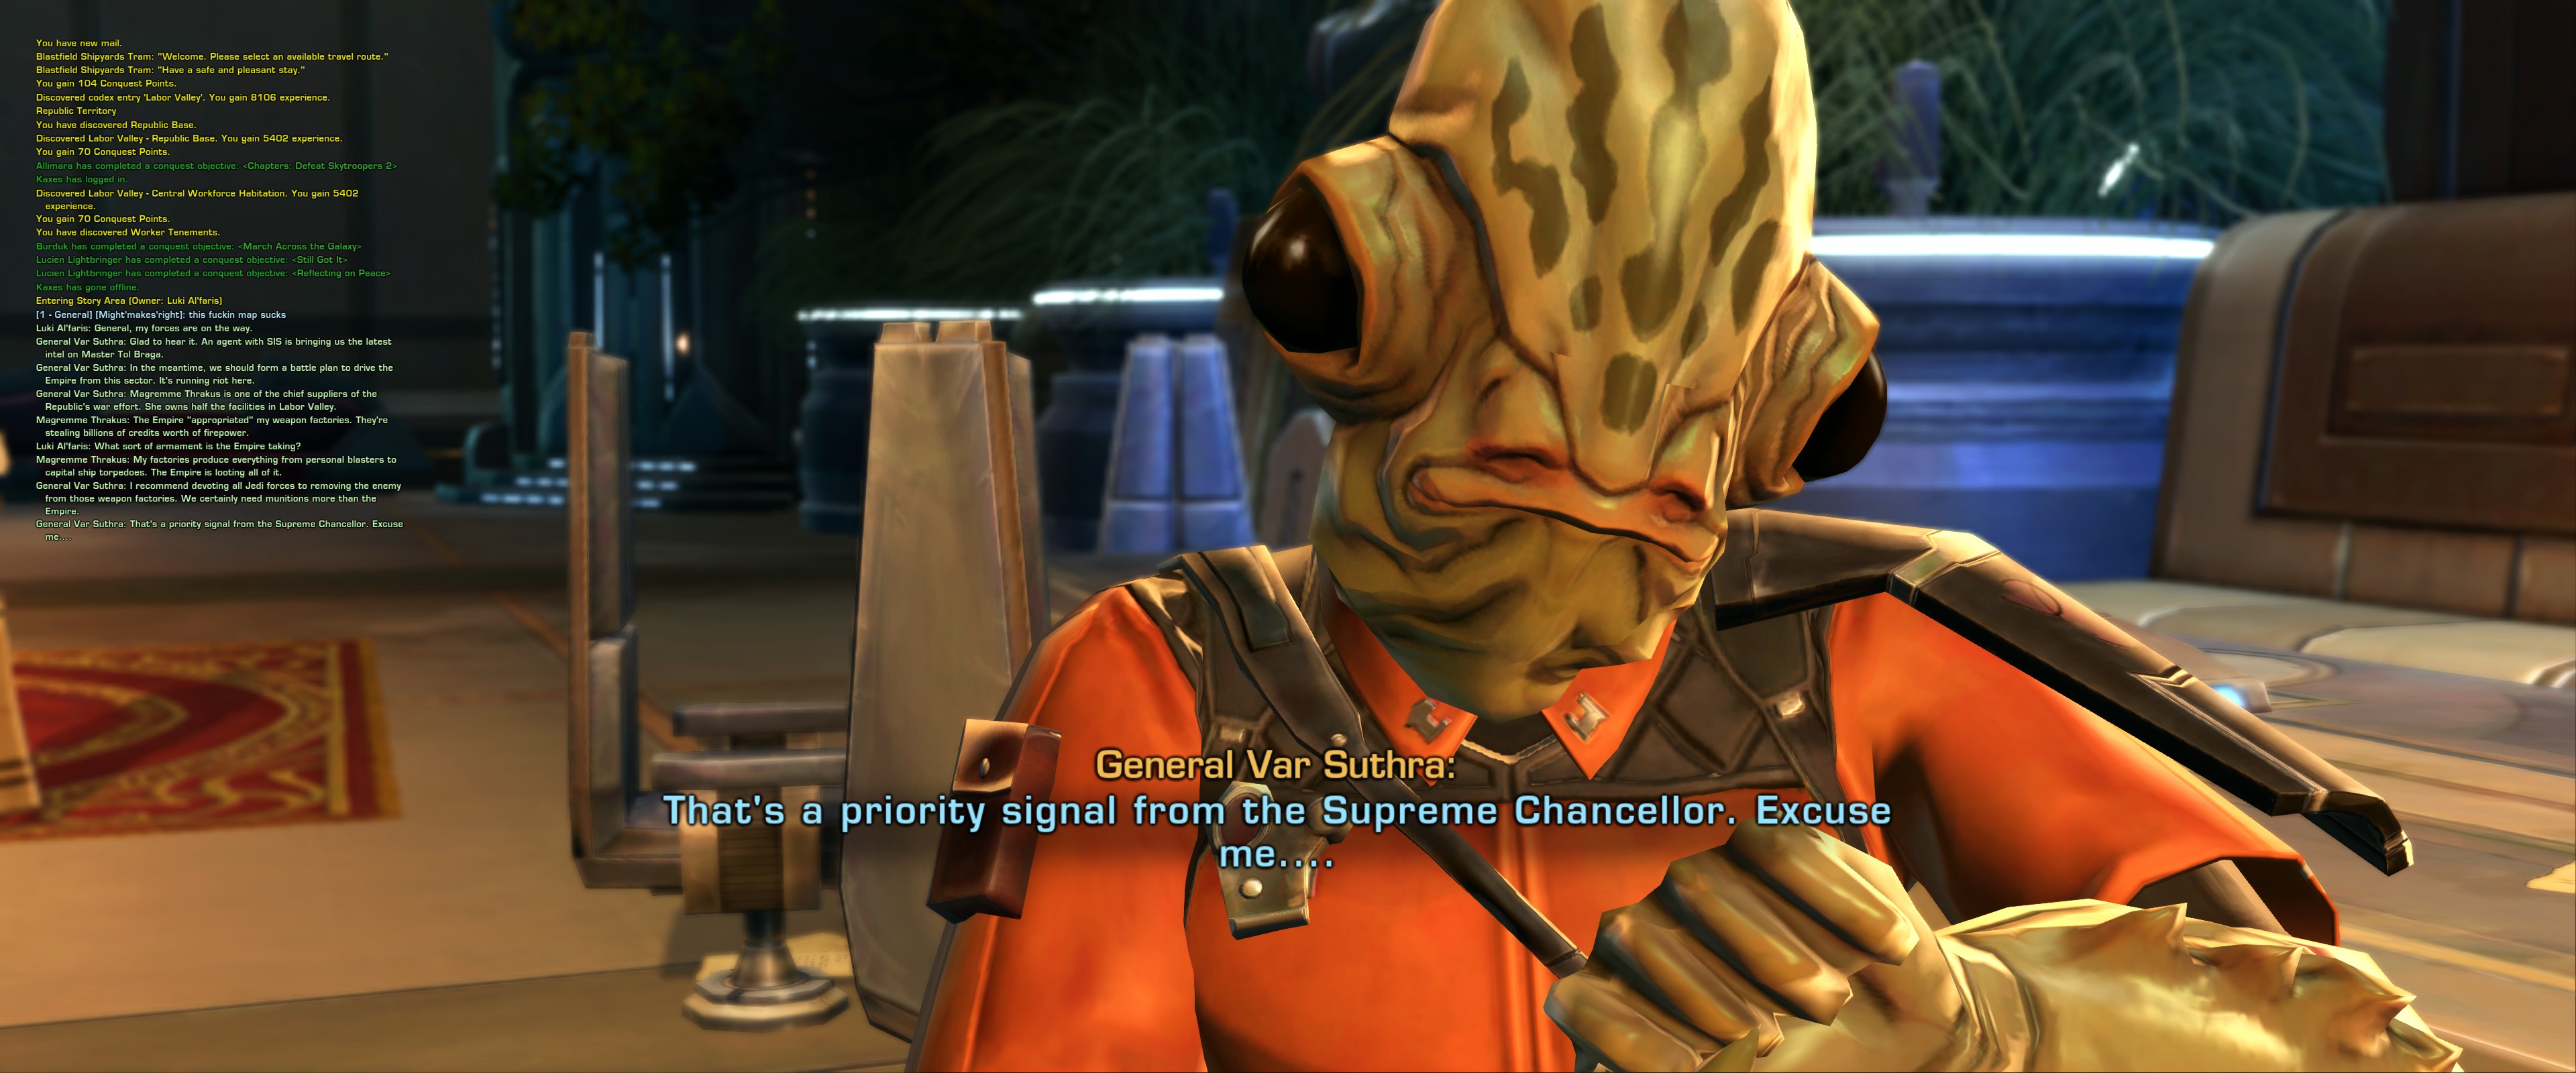 You have new mail.
Blastfield Shipyards Tram: "Welcome. Please select an available travel route."
Blastfield Shipyards Tram: "Have a safe and pleasant stay."
You gain 104 Conquest Points.
Discovered codex entry 'Labor Valley'. You gain 8106 experience.
Republic Territory
You have discovered Republic Base.
Discovered Labor Valley - Republic Base. You gain 5402 experience.
You gain 70 Conquest Points.
Allimara has completed a conquest objective: <Chapters: Defeat Skytroopers 2>
Kaxes has logged in.
Discovered Labor Valley - Central Workforce Habitation. You gain 5402
experience.
You gain 70 Conquest Points.
You have discovered Worker Tenements.
Burduk has completed a conquest objective: <March Across the Galaxy>
Lucien Lightbringer has completed a conquest objective: <Still Got It>
Lucien Lightbringer has completed a conquest objective: <Reflecting on Peace>
Kaxes has gone offline.
Entering Story Area (Owner: Luki Al'faris)
[1 - General] [Might'makes'right]: this fuckin map sucks
Luki Al'faris: General, my forces are on the way.
General Var Suthra: Glad to hear it. An agent with SIS is bringing us the latest
intel on Master Tol Braga.
General Var Suthra: In the meantime, we should form a battle plan to drive the
Empire from this sector. It's running riot here.
General Var Suthra: Magremme Thrakus is one of the chief suppliers of the
Republic's war effort. She owns half the facilities in Labor Valley.
Magremme Thrakus: The Empire "appropriated" my weapon factories. They're
stealing billions of credits worth of firepower.
Luki Al'faris: What sort of armament is the Empire taking?
Magremme Thrakus: My factories produce everything from personal blasters to
capital ship torpedoes. The Empire is looting all of it.
General Var Suthra: I recommend devoting all Jedi forces to removing the enemy
from those weapon factories. We certainly need munitions more than the
Empire.
General Var Suthra: That's a priority signal from the Supreme Chancellor. Excuse
me....
General Var Suthra:
That's a priority signal from the Supreme Chancellor. Excuse
me....